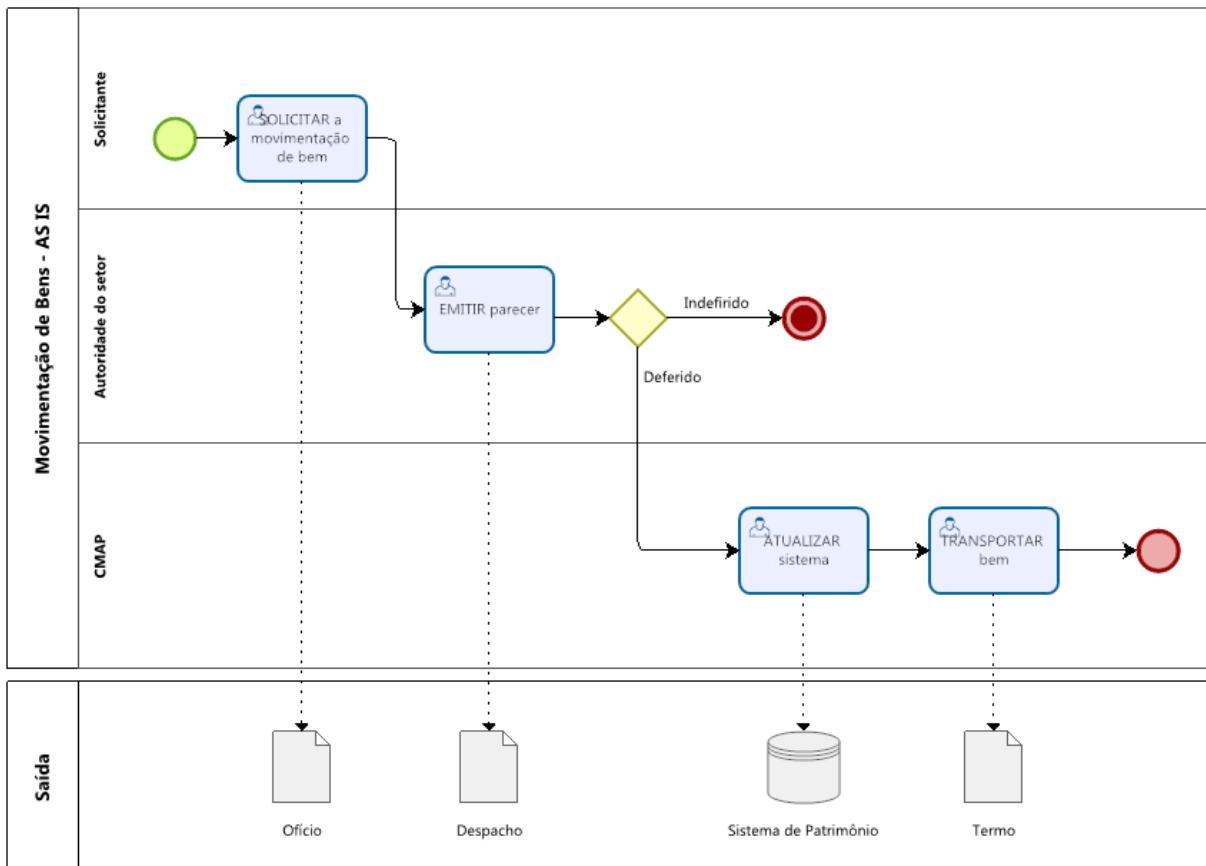 Movimentação de Bens - AS IS
Solicitante
SOLICITAR a
movimentação
de bem
Autoridade do setor
EMITIR parecer
Indefirido
Deferido
CMAP
ATUALIZAR
sistema
TRANSPORTAR
bem
Saída
Ofício
Despacho
Sistema de Patrimônio
Termo